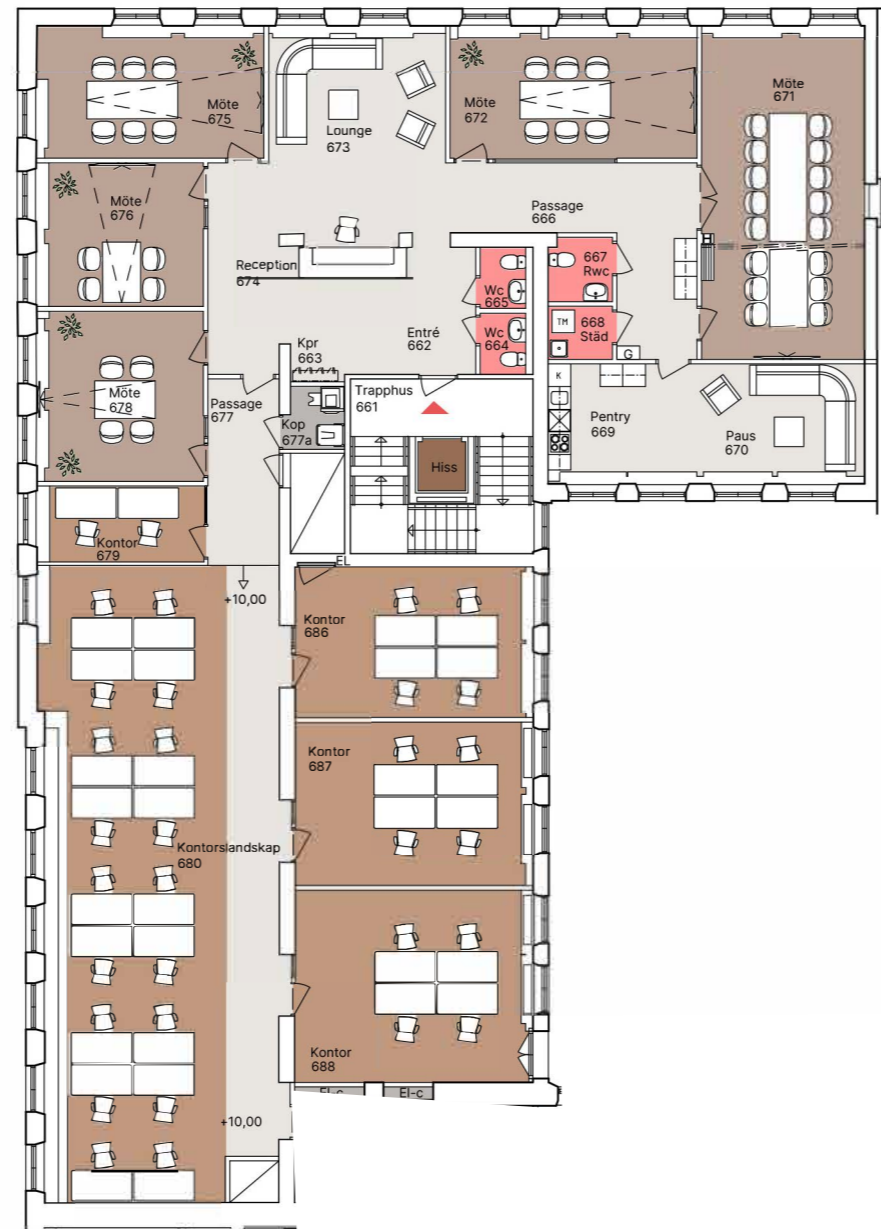 Möte
675
Lounge
673
Möte
672
Möte
671
Möte
676
Passage
666
Reception
674
667
Rwc
Wc
665
Entré
662
Wc
664
TM
668
Städ
Kpr
663
G
Möte
678
Passage
677
Kop
677a
Trapphus
661
K
Pentry
669
Paus
670
Hiss
Kontor
679
EL
+10,00
Kontor
686
Kontor
687
Kontorslandskap
680
Kontor
688
El-c
El-c
+10,00